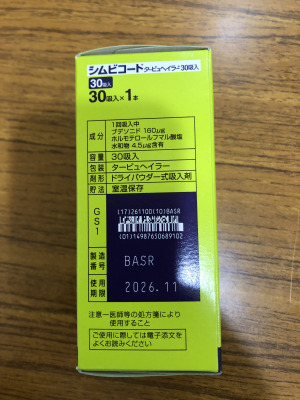 シムビコート タービュヘイラー30吸入
30吸入
30吸入×1本
成分
1回吸入中
ブデソニド 160μg
ホルモテロールフマル酸塩
水和物 4.5μg含有
容量 30吸入
包装 タービュヘイラー
剤形 ドライパウダー式吸入剤
貯法 室温保存
GS1
(17)261100(10)BASR
(01)14987650689102
製造番号 BASR
使用期限 2026.11
注意-医師等の処方箋により
使用すること
ご使用に際しては電子添文を
よくお読みください